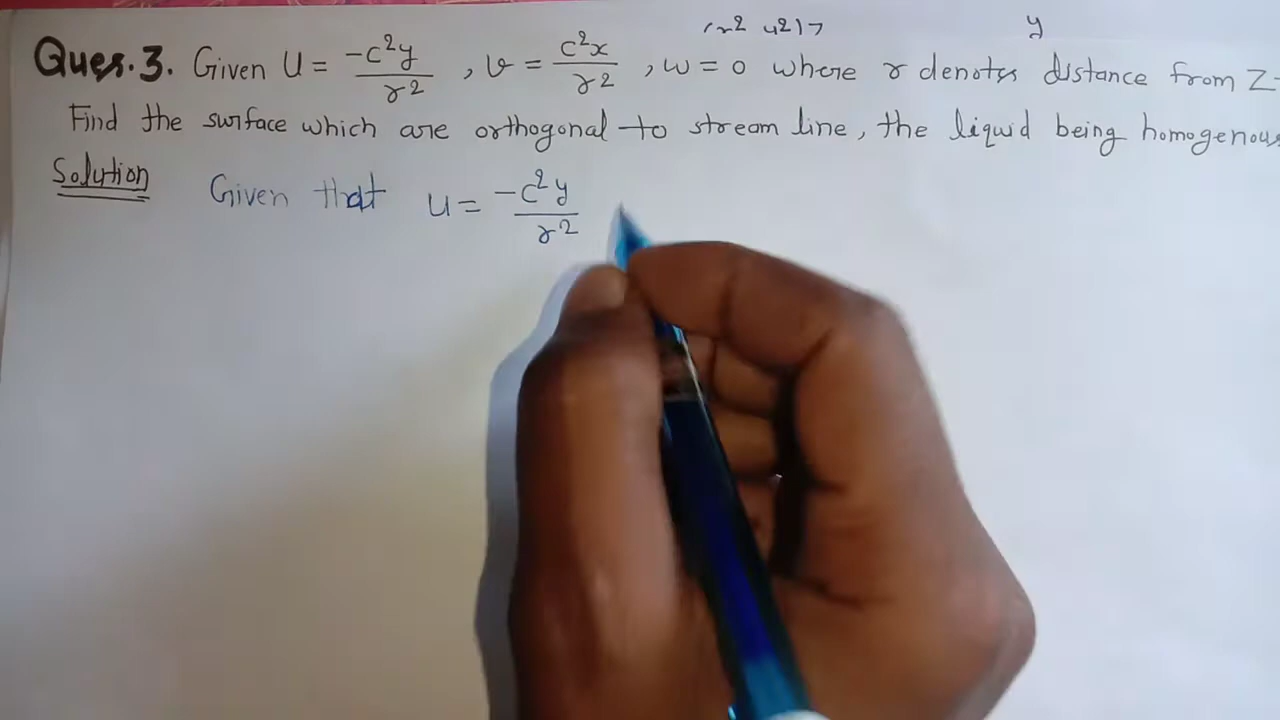 y
Ques.3. Given U = -c²y/r² , v = c²x/r² , w = 0 where r denotes distance from Z-
Find the surface which are orthogonal to stream line, the liquid being homogenous
Solution Given that u = -c²y/r²